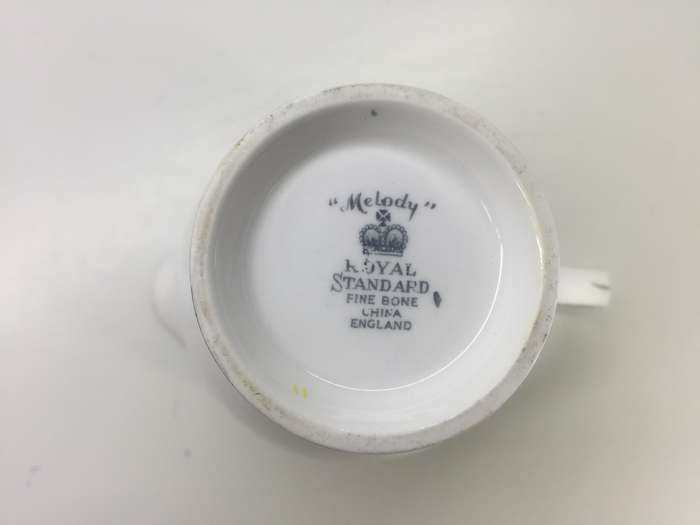 "Melody"
ROYAL
STANDARD
FINE BONE
CHINA
ENGLAND